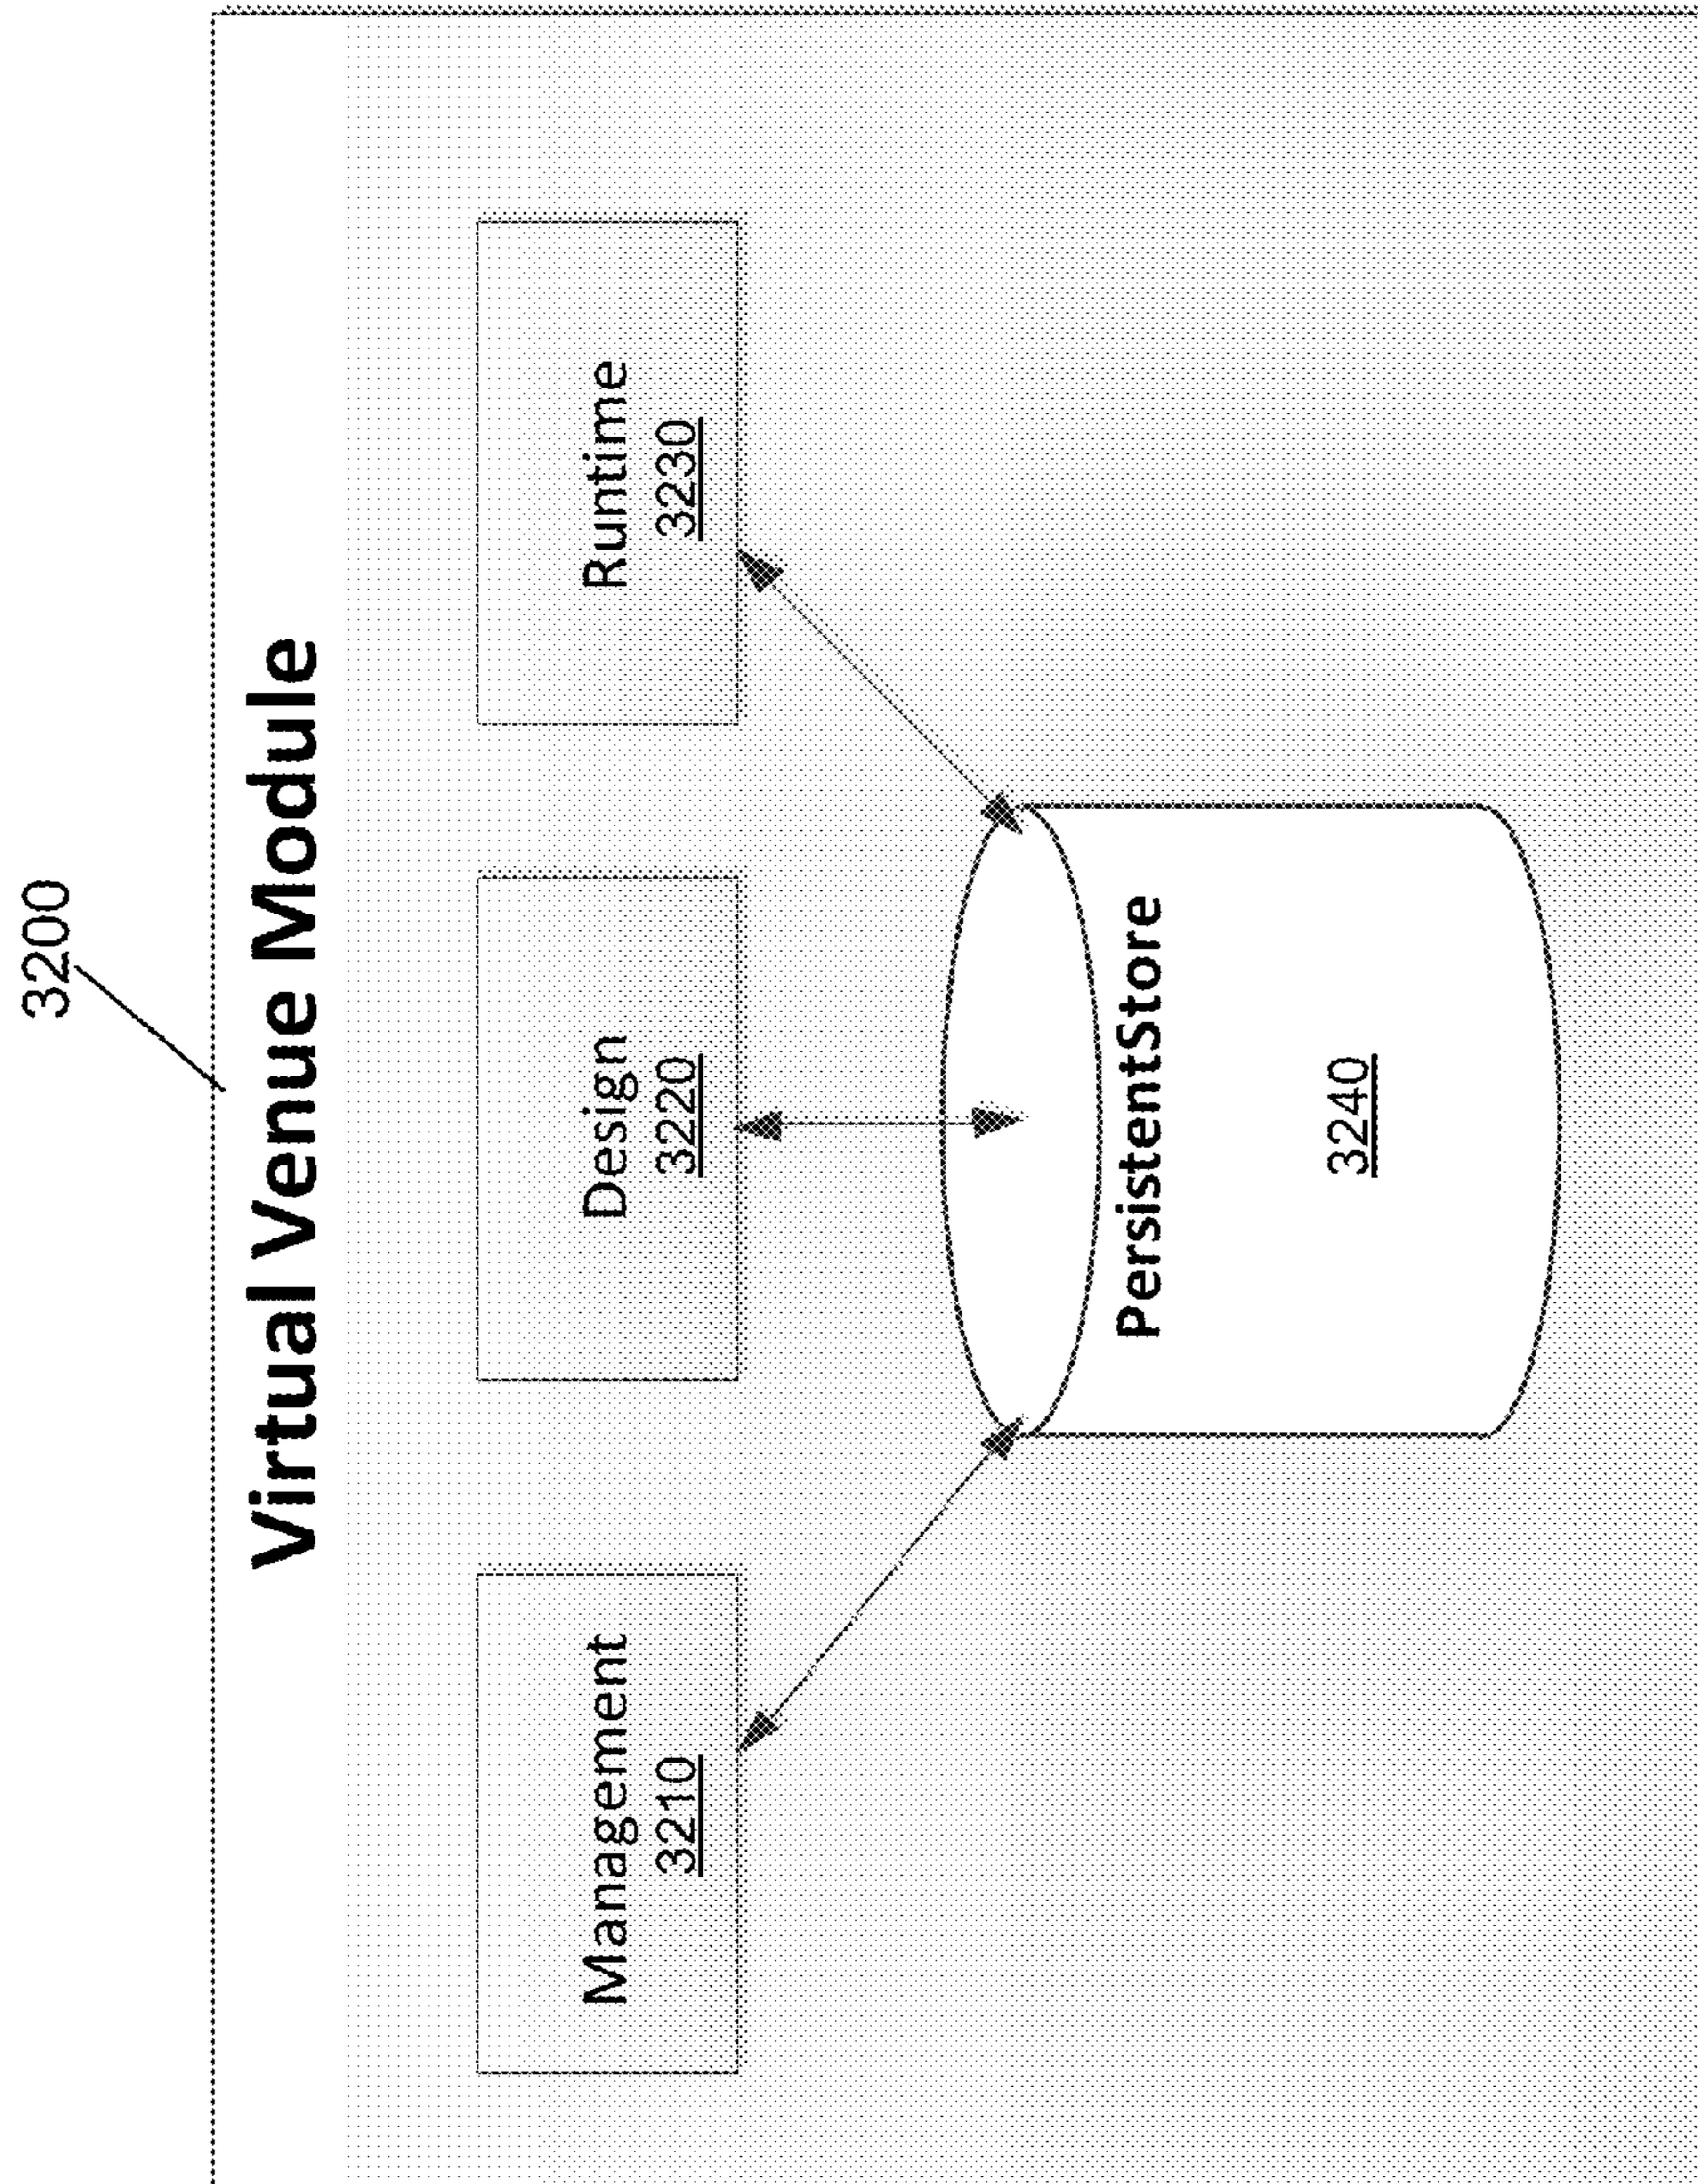 3200
Virtual Venue Module
Management
3210
Design
3220
Runtime
3230
PersistentStore
3240